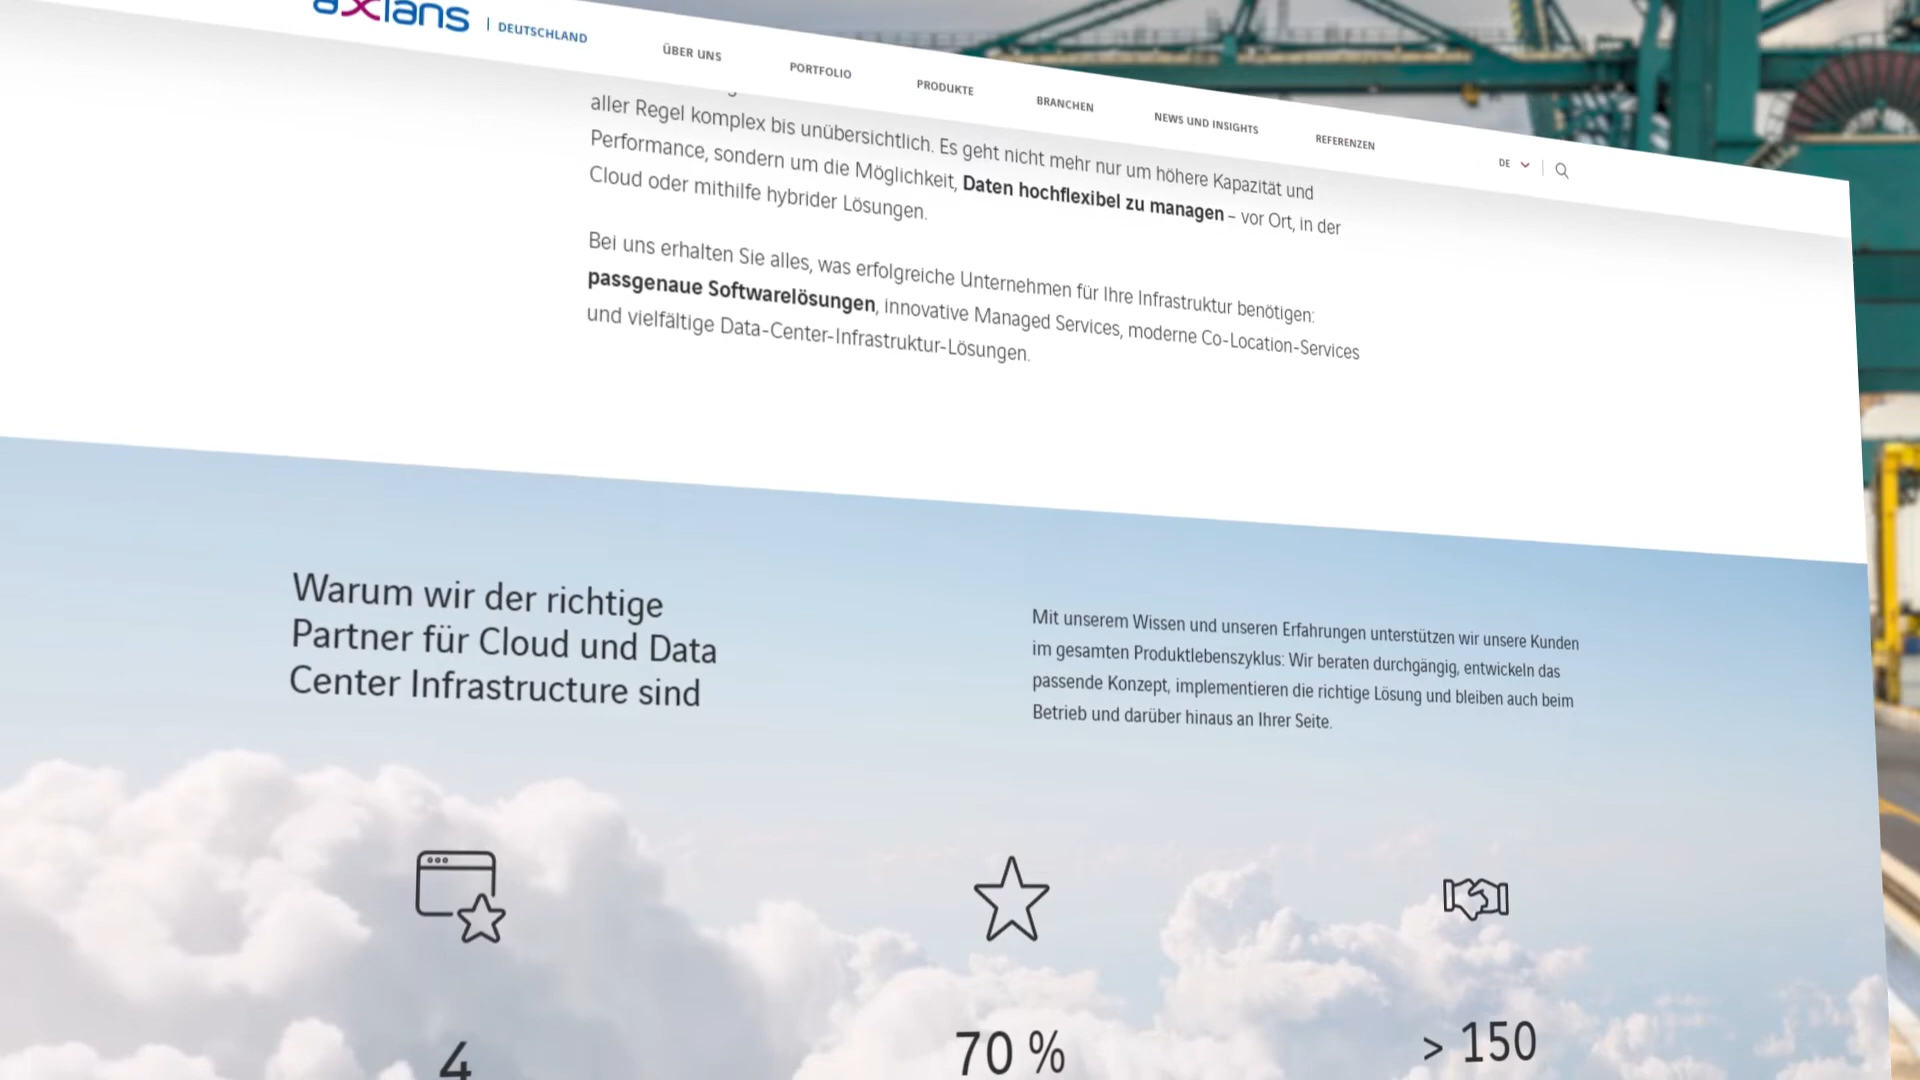 axians | DEUTSCHLAND
ÜBER UNS
PORTFOLIO
PRODUKTE
BRANCHEN
NEWS UND INSIGHTS
REFERENZEN
DE
aller Regel komplex bis unübersichtlich. Es geht nicht mehr nur um höhere Kapazität und
Performance, sondern um die Möglichkeit, Daten hochflexibel zu managen – vor Ort, in der
Cloud oder mithilfe hybrider Lösungen.
Bei uns erhalten Sie alles, was erfolgreiche Unternehmen für Ihre Infrastruktur benötigen:
passgenaue Softwarelösungen, innovative Managed Services, moderne Co-Location-Services
und vielfältige Data-Center-Infrastruktur-Lösungen.
Warum wir der richtige
Partner für Cloud und Data
Center Infrastructure sind
Mit unserem Wissen und unseren Erfahrungen unterstützen wir unsere Kunden
im gesamten Produktlebenszyklus: Wir beraten durchgängig, entwickeln das
passende Konzept, implementieren die richtige Lösung und bleiben auch beim
Betrieb und darüber hinaus an Ihrer Seite.
4
70 %
> 150